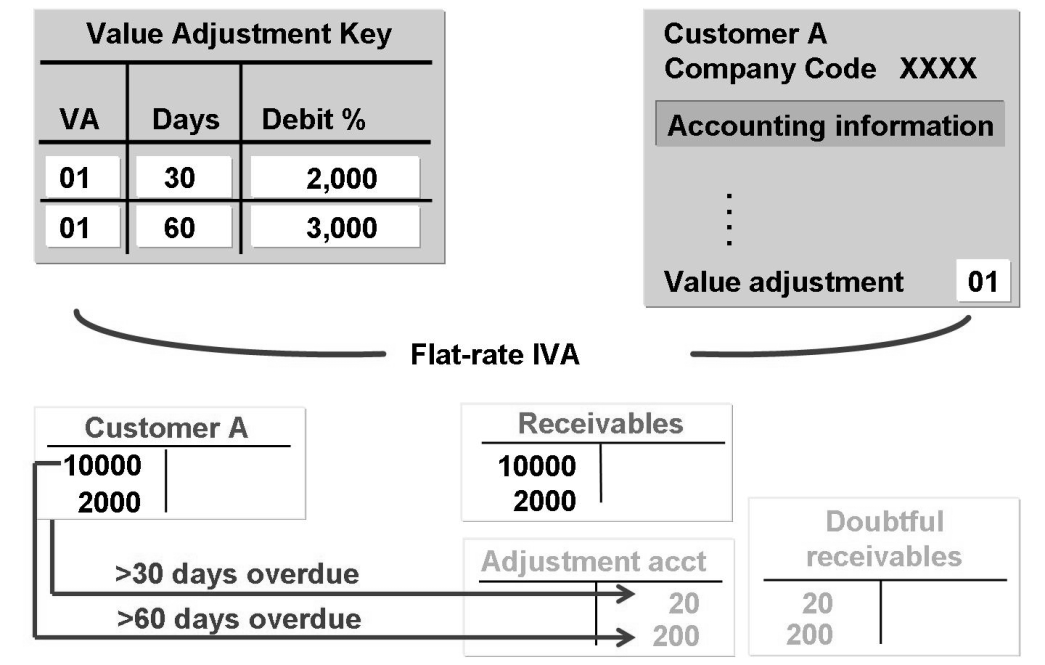 Value Adjustment Key
VA Days Debit %
01 30 2,000
01 60 3,000
Customer A
Company Code XXXX
Accounting information
Value adjustment 01
Flat-rate IVA
Customer A
10000
2000
Receivables
10000
2000
>30 days overdue
>60 days overdue
Adjustment acct
20
200
Doubtful
receivables
20
200